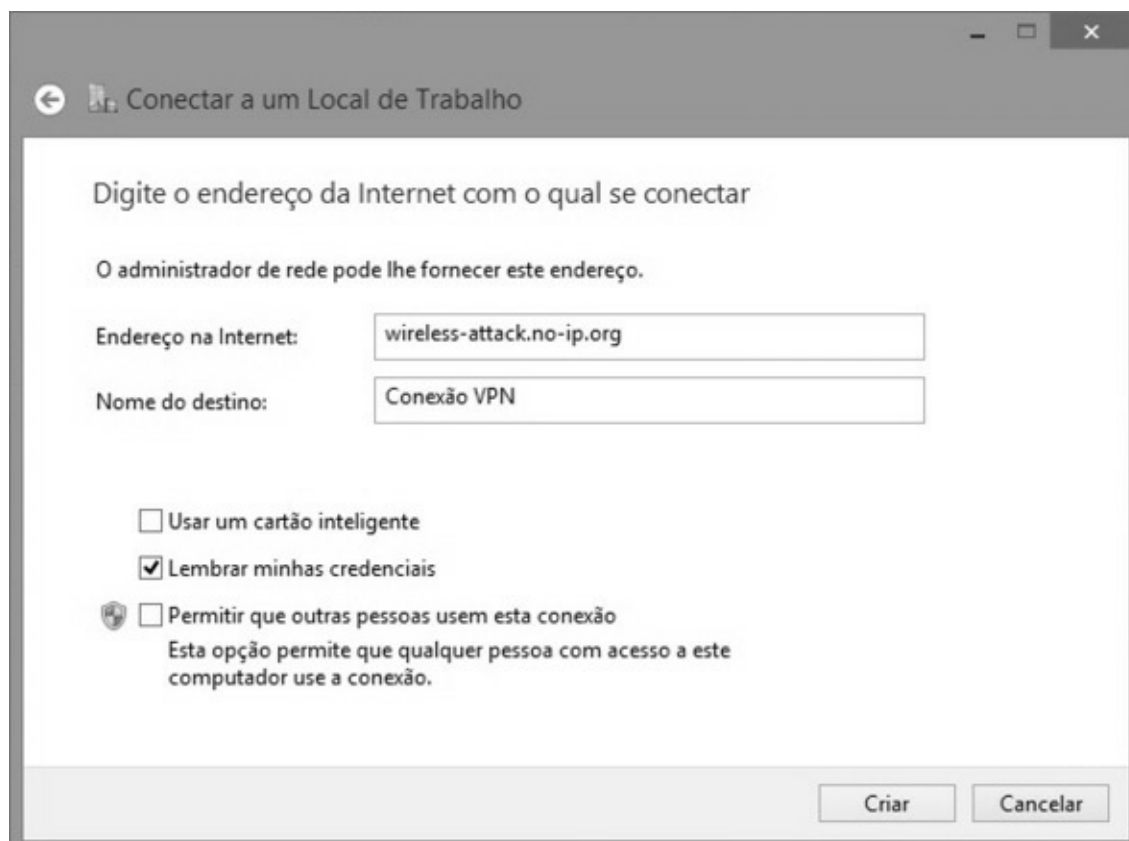 Conectar a um Local de Trabalho
Digite o endereço da Internet com o qual se conectar
O administrador de rede pode lhe fornecer este endereço.
Endereço na Internet: wireless-attack.no-ip.org
Nome do destino: Conexão VPN
Usar um cartão inteligente
Lembrar minhas credenciais
Permitir que outras pessoas usem esta conexão
Esta opção permite que qualquer pessoa com acesso a este
computador use a conexão.
Criar Cancelar